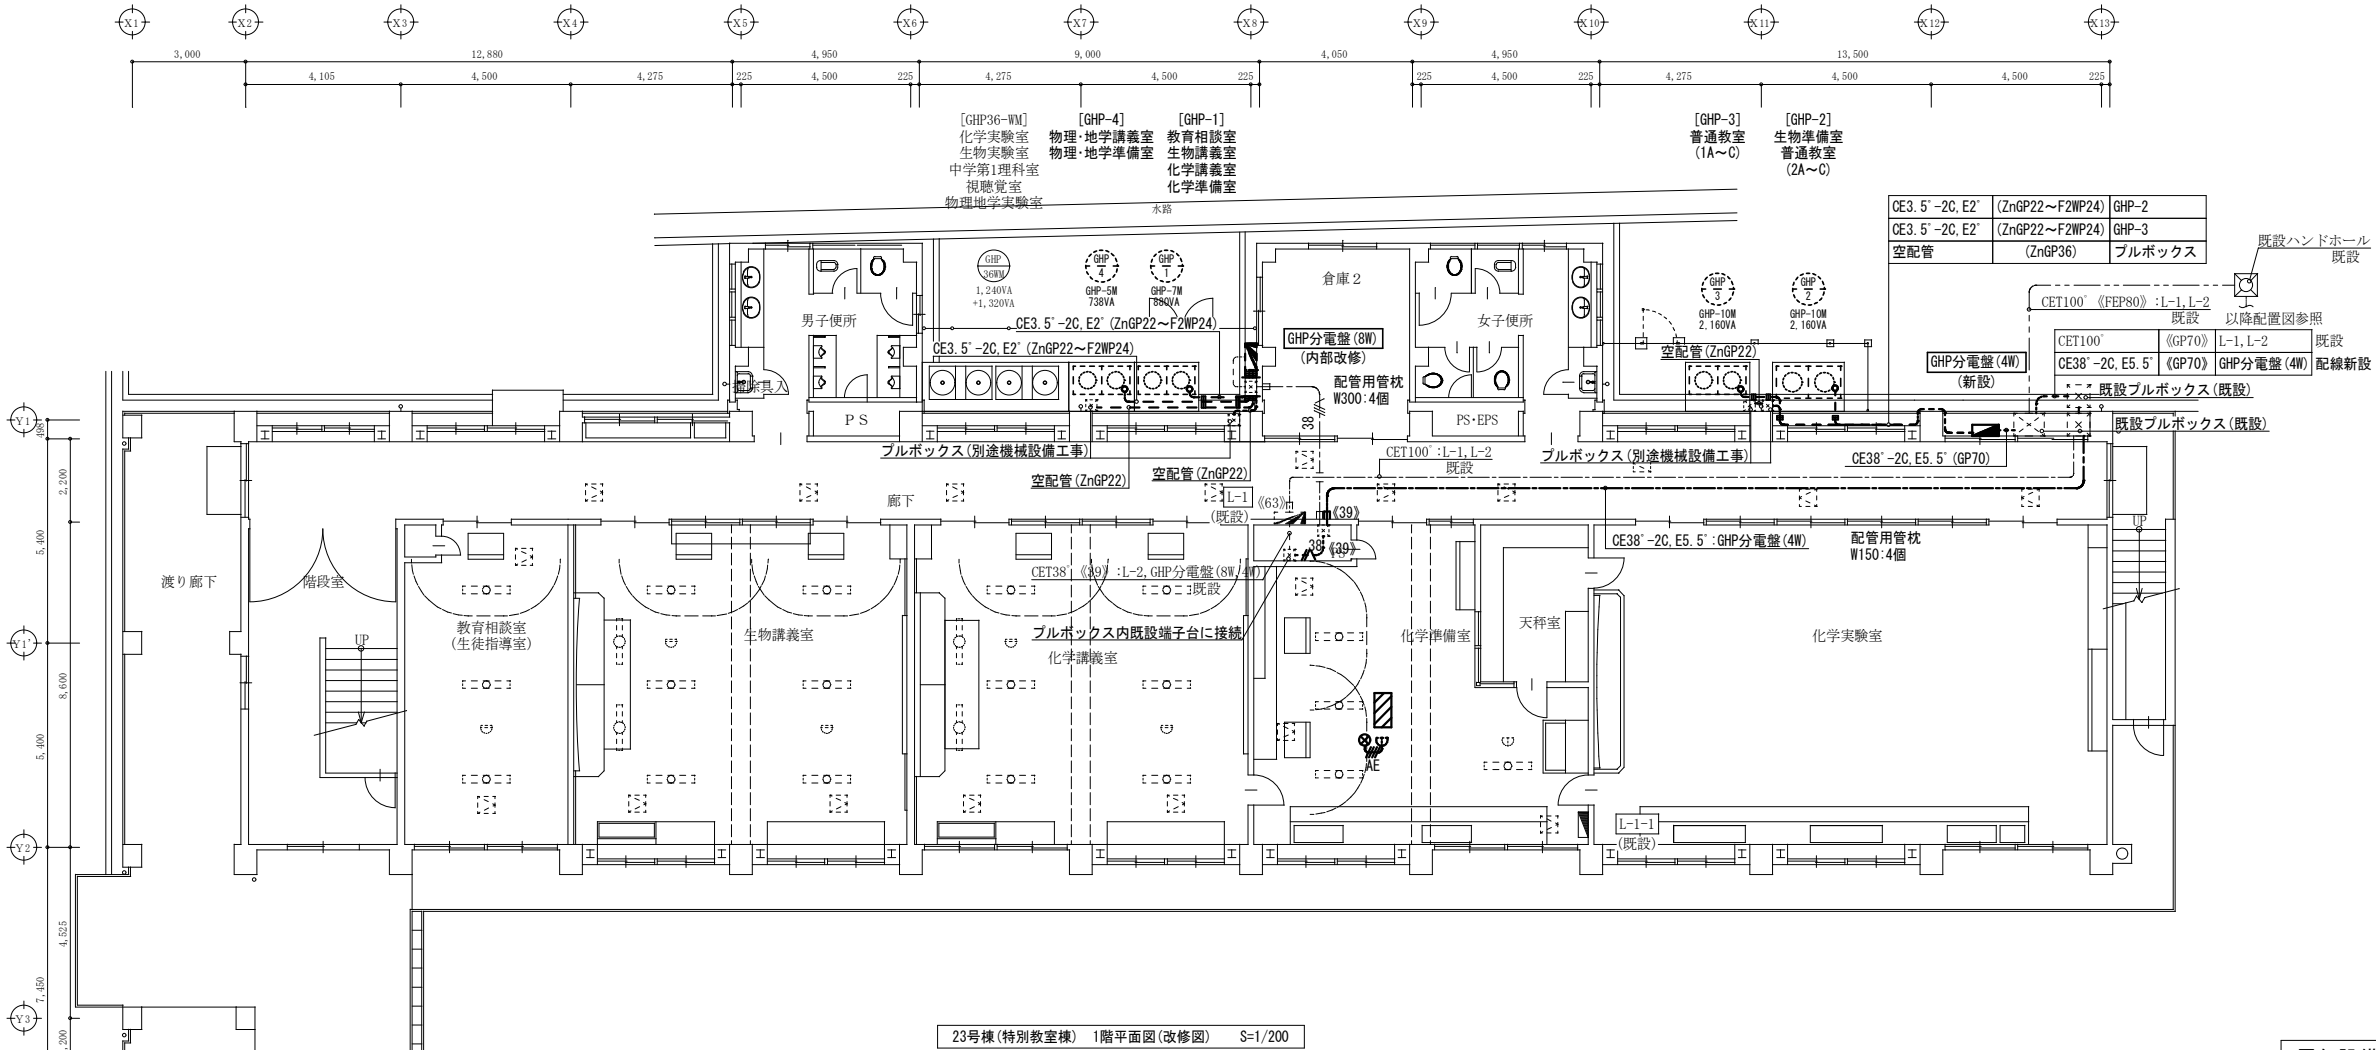 X1 X2 X3 X4 X5 X6 X7 X8 X9 X10 X11 X12 X13
3,000 12,880 4,950 9,000 4,050 4,950 13,500
4,105 4,500 4,275 225 4,500 225 4,275 4,500 225 225 4,500 225 4,275 4,500 4,500 225
[GHP36-WM]
化学実験室
生物実験室
中学第1理科室
視聴覚室
物理地学実験室
[GHP-4]
物理・地学講義室
物理・地学準備室
[GHP-1]
教育相談室
生物講義室
化学講義室
化学準備室
[GHP-3]
普通教室
(1A～C)
[GHP-2]
生物準備室
普通教室
(2A～C)
水路
CE3.5゜-2C,E2゜ (ZnGP22～F2WP24) GHP-2
CE3.5゜-2C,E2゜ (ZnGP22～F2WP24) GHP-3
空配管 (ZnGP36) プルボックス
既設ハンドホール
既設
CET100゜《FEP80》:L-1,L-2
既設
以降配置図参照
CET100゜ 《GP70》 L-1,L-2 既設
CE38゜-2C,E5.5゜ 《GP70》 GHP分電盤(4W) 配線新設
既設プルボックス(既設)
既設プルボックス(既設)
GHP分電盤(4W)
(新設)
GHP
36WM
1,240VA
+1,320VA
GHP
4
GHP-5M
738VA
GHP
1
GHP-7M
880VA
GHP
3
GHP-10M
2,160VA
GHP
2
GHP-10M
2,160VA
男子便所
倉庫2
女子便所
CE3.5゜-2C,E2゜(ZnGP22～F2WP24)
CE3.5゜-2C,E2゜(ZnGP22～F2WP24)
GHP分電盤(8W)
(内部改修)
空配管(ZnGP22)
配管用管枕
W300:4個
38
PS
PS・EPS
プルボックス(別途機械設備工事)
空配管(ZnGP22)
空配管(ZnGP22)
CET100゜:L-1,L-2
既設
プルボックス(別途機械設備工事)
CE38゜-2C,E5.5゜(GP70)
廊下
L-1
(既設)
《63》
《39》
38《39》
CE38゜-2C,E5.5゜:GHP分電盤(4W)
配管用管枕
W150:4個
CET38゜《39》:L-2,GHP分電盤(8W,4W)
既設
プルボックス内既設端子台に接続
渡り廊下
階段室
UP
教育相談室
(生徒指導室)
生物講義室
化学講義室
化学準備室
天秤室
化学実験室
UP
AE
L-1-1
(既設)
Y1
Y1'
Y2
Y3
498
2,200
5,400
8,600
5,400
4,525
7,450
23号棟(特別教室棟) 1階平面図(改修図) S=1/200